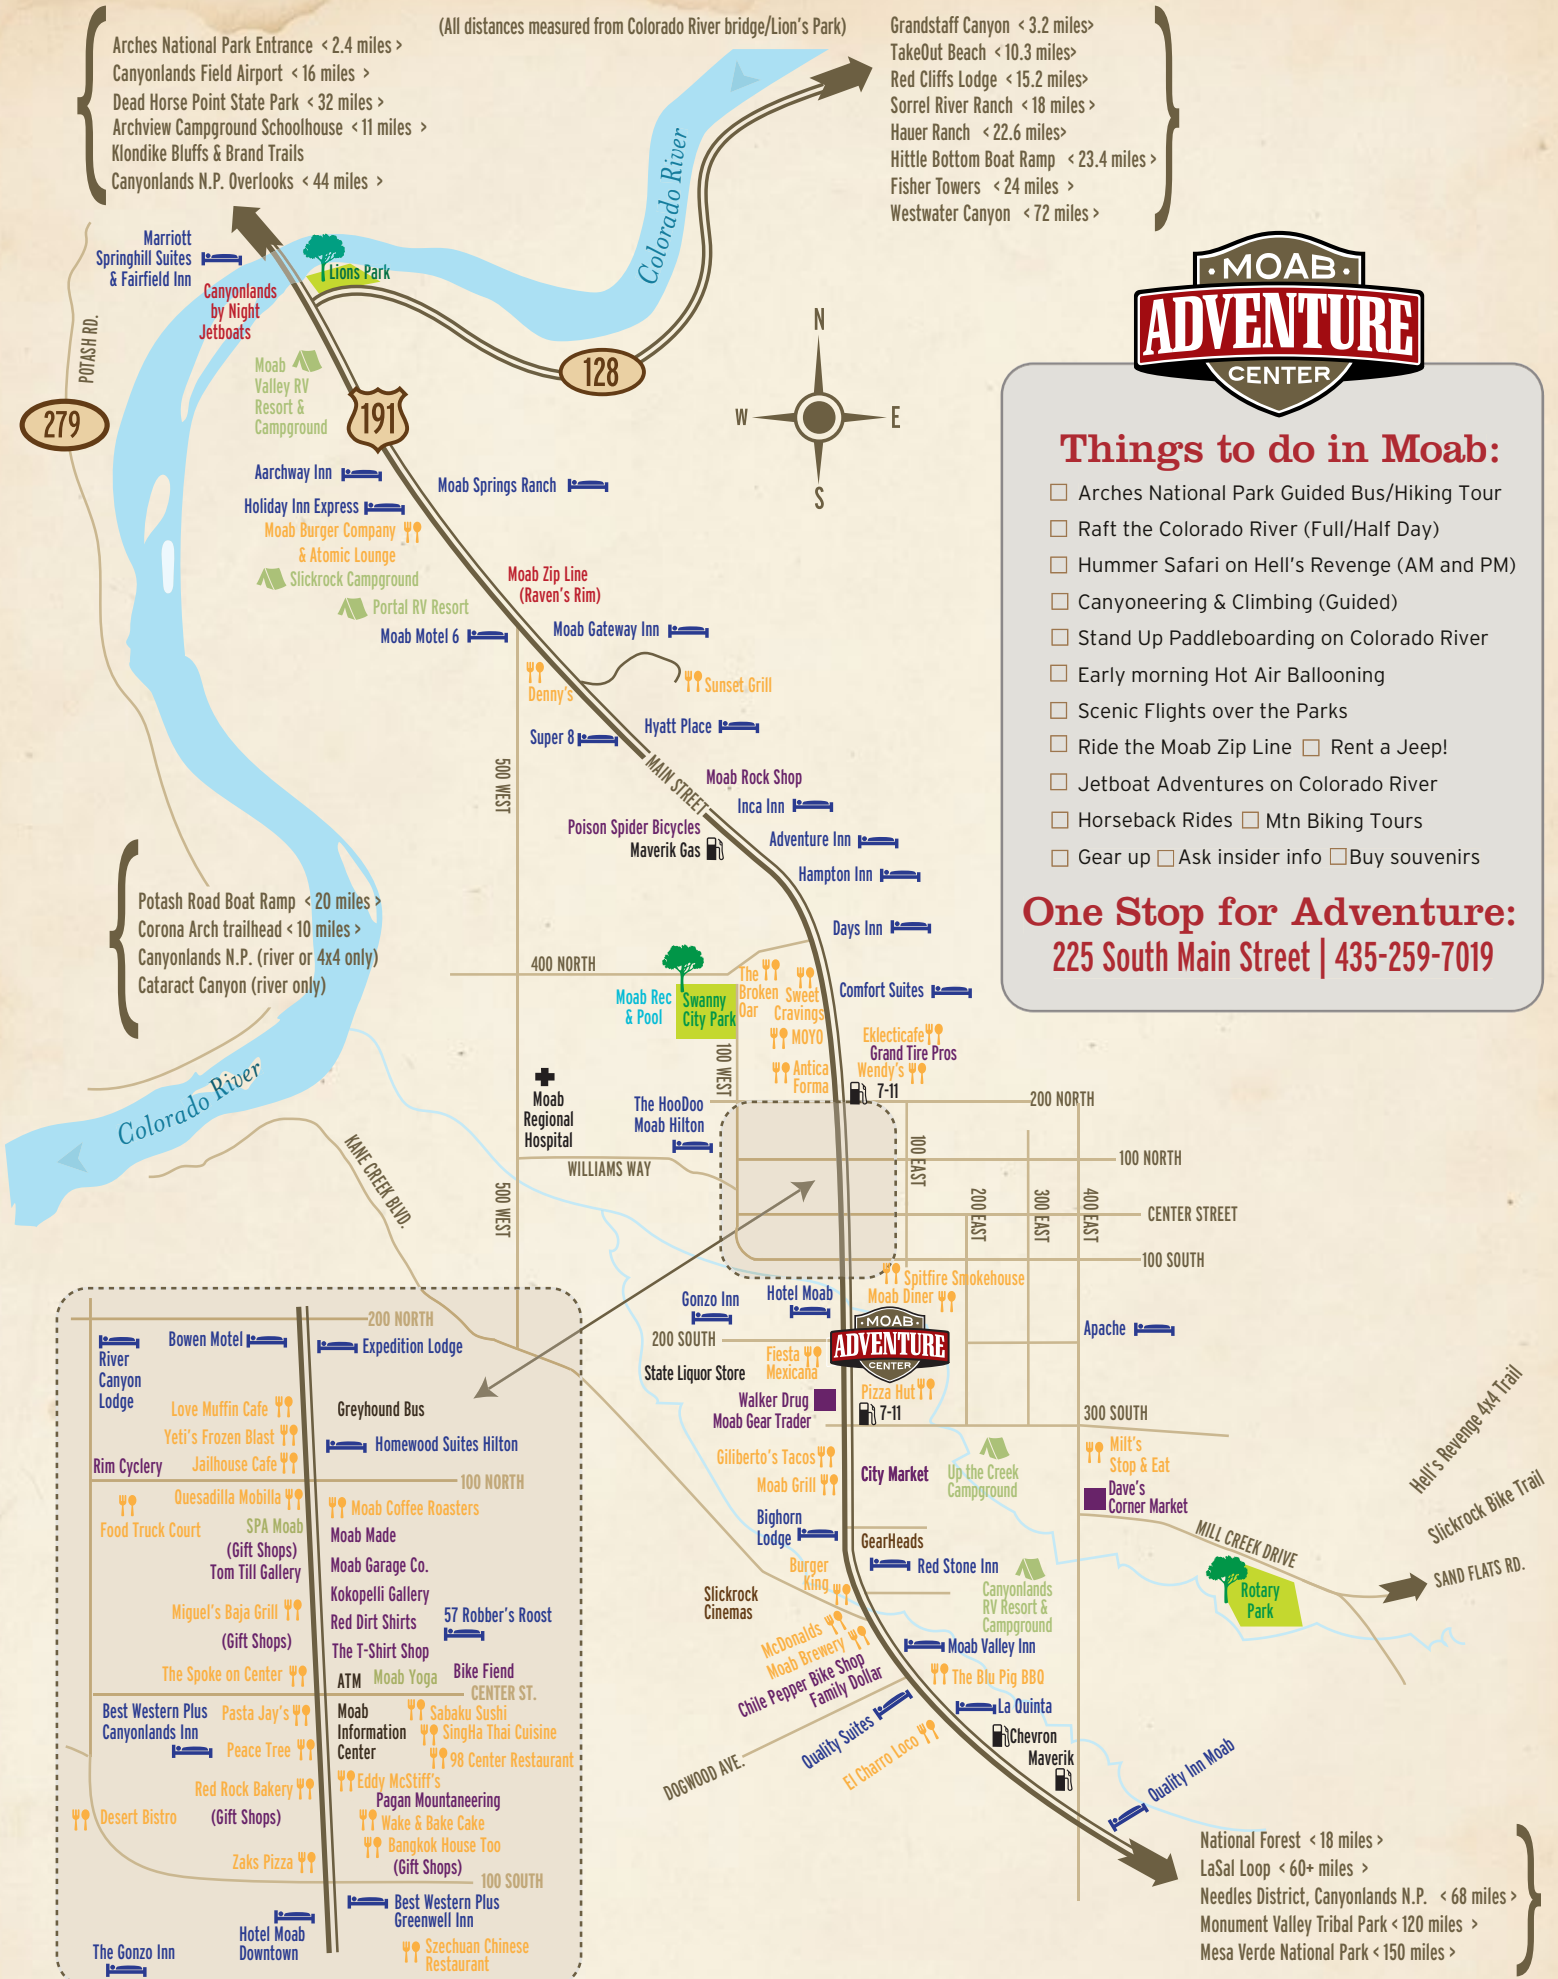 (All distances measured from Colorado River bridge/Lion's Park)
Arches National Park Entrance < 2.4 miles >
Canyonlands Field Airport < 16 miles >
Dead Horse Point State Park < 32 miles >
Archview Campground Schoolhouse < 11 miles >
Klondike Bluffs & Brand Trails
Canyonlands N.P. Overlooks < 44 miles >
Grandstaff Canyon < 3.2 miles>
TakeOut Beach < 10.3 miles>
Red Cliffs Lodge < 15.2 miles>
Sorrel River Ranch < 18 miles >
Hauer Ranch < 22.6 miles>
Hittle Bottom Boat Ramp < 23.4 miles >
Fisher Towers < 24 miles >
Westwater Canyon < 72 miles >
Colorado River
Marriott
Springhill Suites
& Fairfield Inn
Lions Park
Canyonlands
by Night
Jetboats
POTASH RD.
279
Moab
Valley RV
Resort &
Campground
191
128
N
W
E
S
MOAB
ADVENTURE
CENTER
Things to do in Moab:
Arches National Park Guided Bus/Hiking Tour
Raft the Colorado River (Full/Half Day)
Hummer Safari on Hell's Revenge (AM and PM)
Canyoneering & Climbing (Guided)
Stand Up Paddleboarding on Colorado River
Early morning Hot Air Ballooning
Scenic Flights over the Parks
Ride the Moab Zip Line Rent a Jeep!
Jetboat Adventures on Colorado River
Horseback Rides Mtn Biking Tours
Gear up Ask insider info Buy souvenirs
One Stop for Adventure:
225 South Main Street | 435-259-7019
Aarchway Inn
Moab Springs Ranch
Holiday Inn Express
Moab Burger Company
& Atomic Lounge
Slickrock Campground
Portal RV Resort
Moab Zip Line
(Raven's Rim)
Moab Motel 6
Moab Gateway Inn
Denny's
Sunset Grill
Super 8
Hyatt Place
500 WEST
MAIN STREET
Moab Rock Shop
Inca Inn
Poison Spider Bicycles
Maverik Gas
Adventure Inn
Hampton Inn
Days Inn
Potash Road Boat Ramp < 20 miles >
Corona Arch trailhead < 10 miles >
Canyonlands N.P. (river or 4x4 only)
Cataract Canyon (river only)
400 NORTH
Moab Rec
& Pool
Swanny
City Park
The
Broken
Oar
Sweet
Cravings
MOYO
Antica
Forma
Comfort Suites
Eklecticafe
Grand Tire Pros
Wendy's
7-11
100 WEST
Colorado River
Moab
Regional
Hospital
The HooDoo
Moab Hilton
200 NORTH
WILLIAMS WAY
KANE CREEK BLVD.
500 WEST
100 EAST
100 NORTH
200 EAST
300 EAST
400 EAST
CENTER STREET
100 SOUTH
Spitfire Smokehouse
Moab Diner
Gonzo Inn
Hotel Moab
200 SOUTH
MOAB
ADVENTURE
CENTER
Apache
State Liquor Store
Fiesta
Mexicana
Walker Drug
Moab Gear Trader
Pizza Hut
7-11
300 SOUTH
Giliberto's Tacos
Moab Grill
City Market
Up the Creek
Campground
Milt's
Stop & Eat
Dave's
Corner Market
Hell's Revenge 4x4 Trail
Slickrock Bike Trail
MILL CREEK DRIVE
SAND FLATS RD.
Rotary
Park
Bighorn
Lodge
GearHeads
Burger
King
Red Stone Inn
Canyonlands
RV Resort &
Campground
Slickrock
Cinemas
McDonalds
Moab Brewery
Chile Pepper Bike Shop
Family Dollar
Moab Valley Inn
The Blu Pig BBQ
La Quinta
Quality Suites
El Charro Loco
DOGWOOD AVE.
Chevron
Maverik
Quality Inn Moab
National Forest < 18 miles >
LaSal Loop < 60+ miles >
Needles District, Canyonlands N.P. < 68 miles >
Monument Valley Tribal Park < 120 miles >
Mesa Verde National Park < 150 miles >
200 NORTH
River
Canyon
Lodge
Bowen Motel
Expedition Lodge
Love Muffin Cafe
Greyhound Bus
Yeti's Frozen Blast
Homewood Suites Hilton
Rim Cyclery
Jailhouse Cafe
100 NORTH
Quesadilla Mobilla
Moab Coffee Roasters
Food Truck Court
SPA Moab
(Gift Shops)
Tom Till Gallery
Moab Made
Moab Garage Co.
Kokopelli Gallery
Miguel's Baja Grill
Red Dirt Shirts
57 Robber's Roost
(Gift Shops)
The T-Shirt Shop
The Spoke on Center
ATM
Moab Yoga
Bike Fiend
CENTER ST.
Best Western Plus
Canyonlands Inn
Pasta Jay's
Moab
Information
Center
Sabaku Sushi
SingHa Thai Cuisine
Peace Tree
98 Center Restaurant
Eddy McStiff's
Red Rock Bakery
Pagan Mountaneering
Desert Bistro
(Gift Shops)
Wake & Bake Cake
Bangkok House Too
Zaks Pizza
(Gift Shops)
100 SOUTH
Best Western Plus
Greenwell Inn
Hotel Moab
Downtown
Szechuan Chinese
Restaurant
The Gonzo Inn